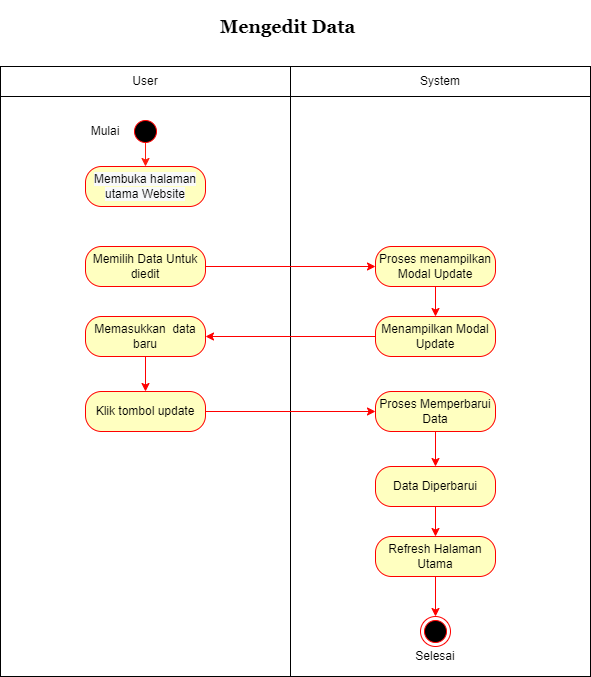 Mengedit Data
User
System
Mulai
Membuka halaman
utama Website
Memilih Data Untuk
diedit
Proses menampilkan
Modal Update
Memasukkan data
baru
Menampilkan Modal
Update
Klik tombol update
Proses Memperbarui
Data
Data Diperbarui
Refresh Halaman
Utama
Selesai